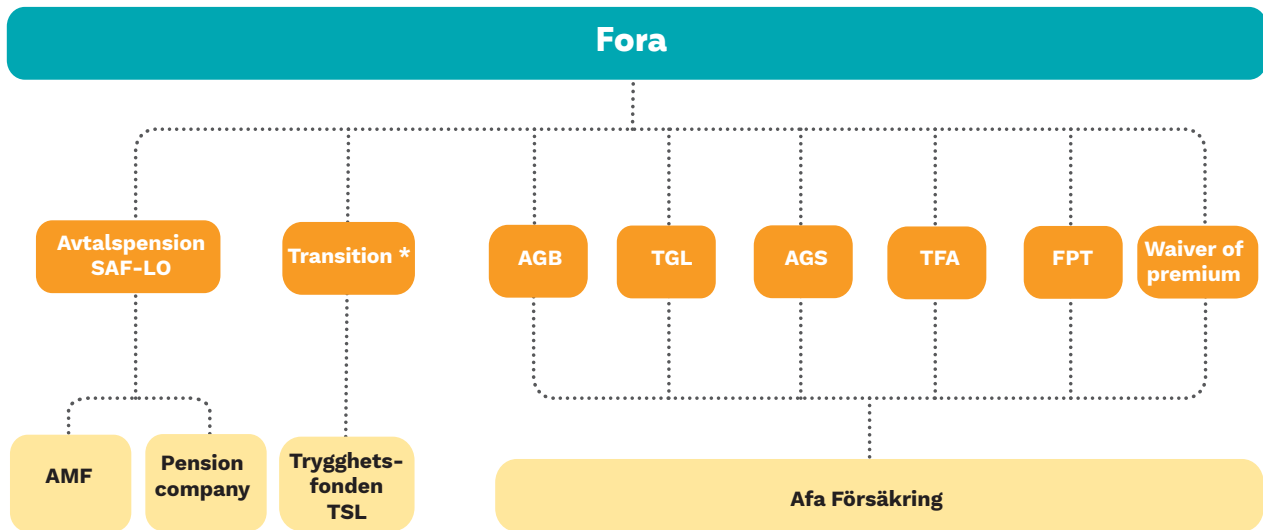 Fora
Avtalspension
SAF-LO
Transition *
AGB
TGL
AGS
TFA
FPT
Waiver of
premium
AMF
Pension
company
Trygghets-
fonden
TSL
Afa Försäkring